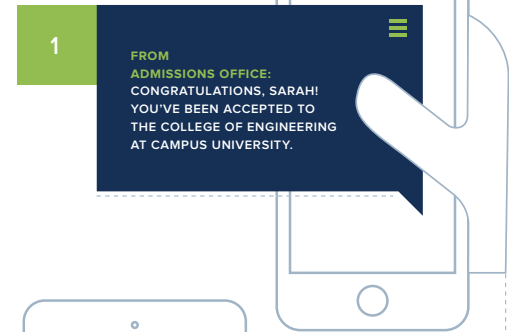 1
FROM
ADMISSIONS OFFICE:
CONGRATULATIONS, SARAH!
YOU'VE BEEN ACCEPTED TO
THE COLLEGE OF ENGINEERING
AT CAMPUS UNIVERSITY.